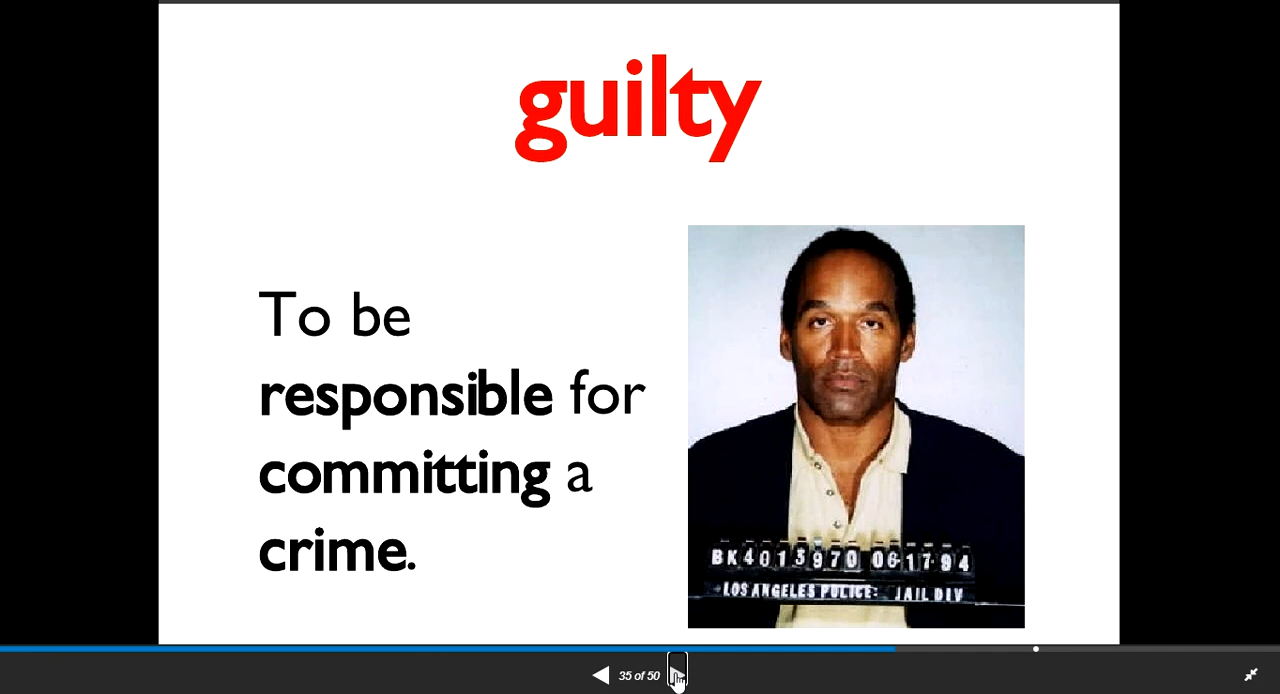 guilty
To be
responsible for
committing a
crime.
BK4013970 061794
LOS ANGELES POLICE: JAIL DIV
35 of 50